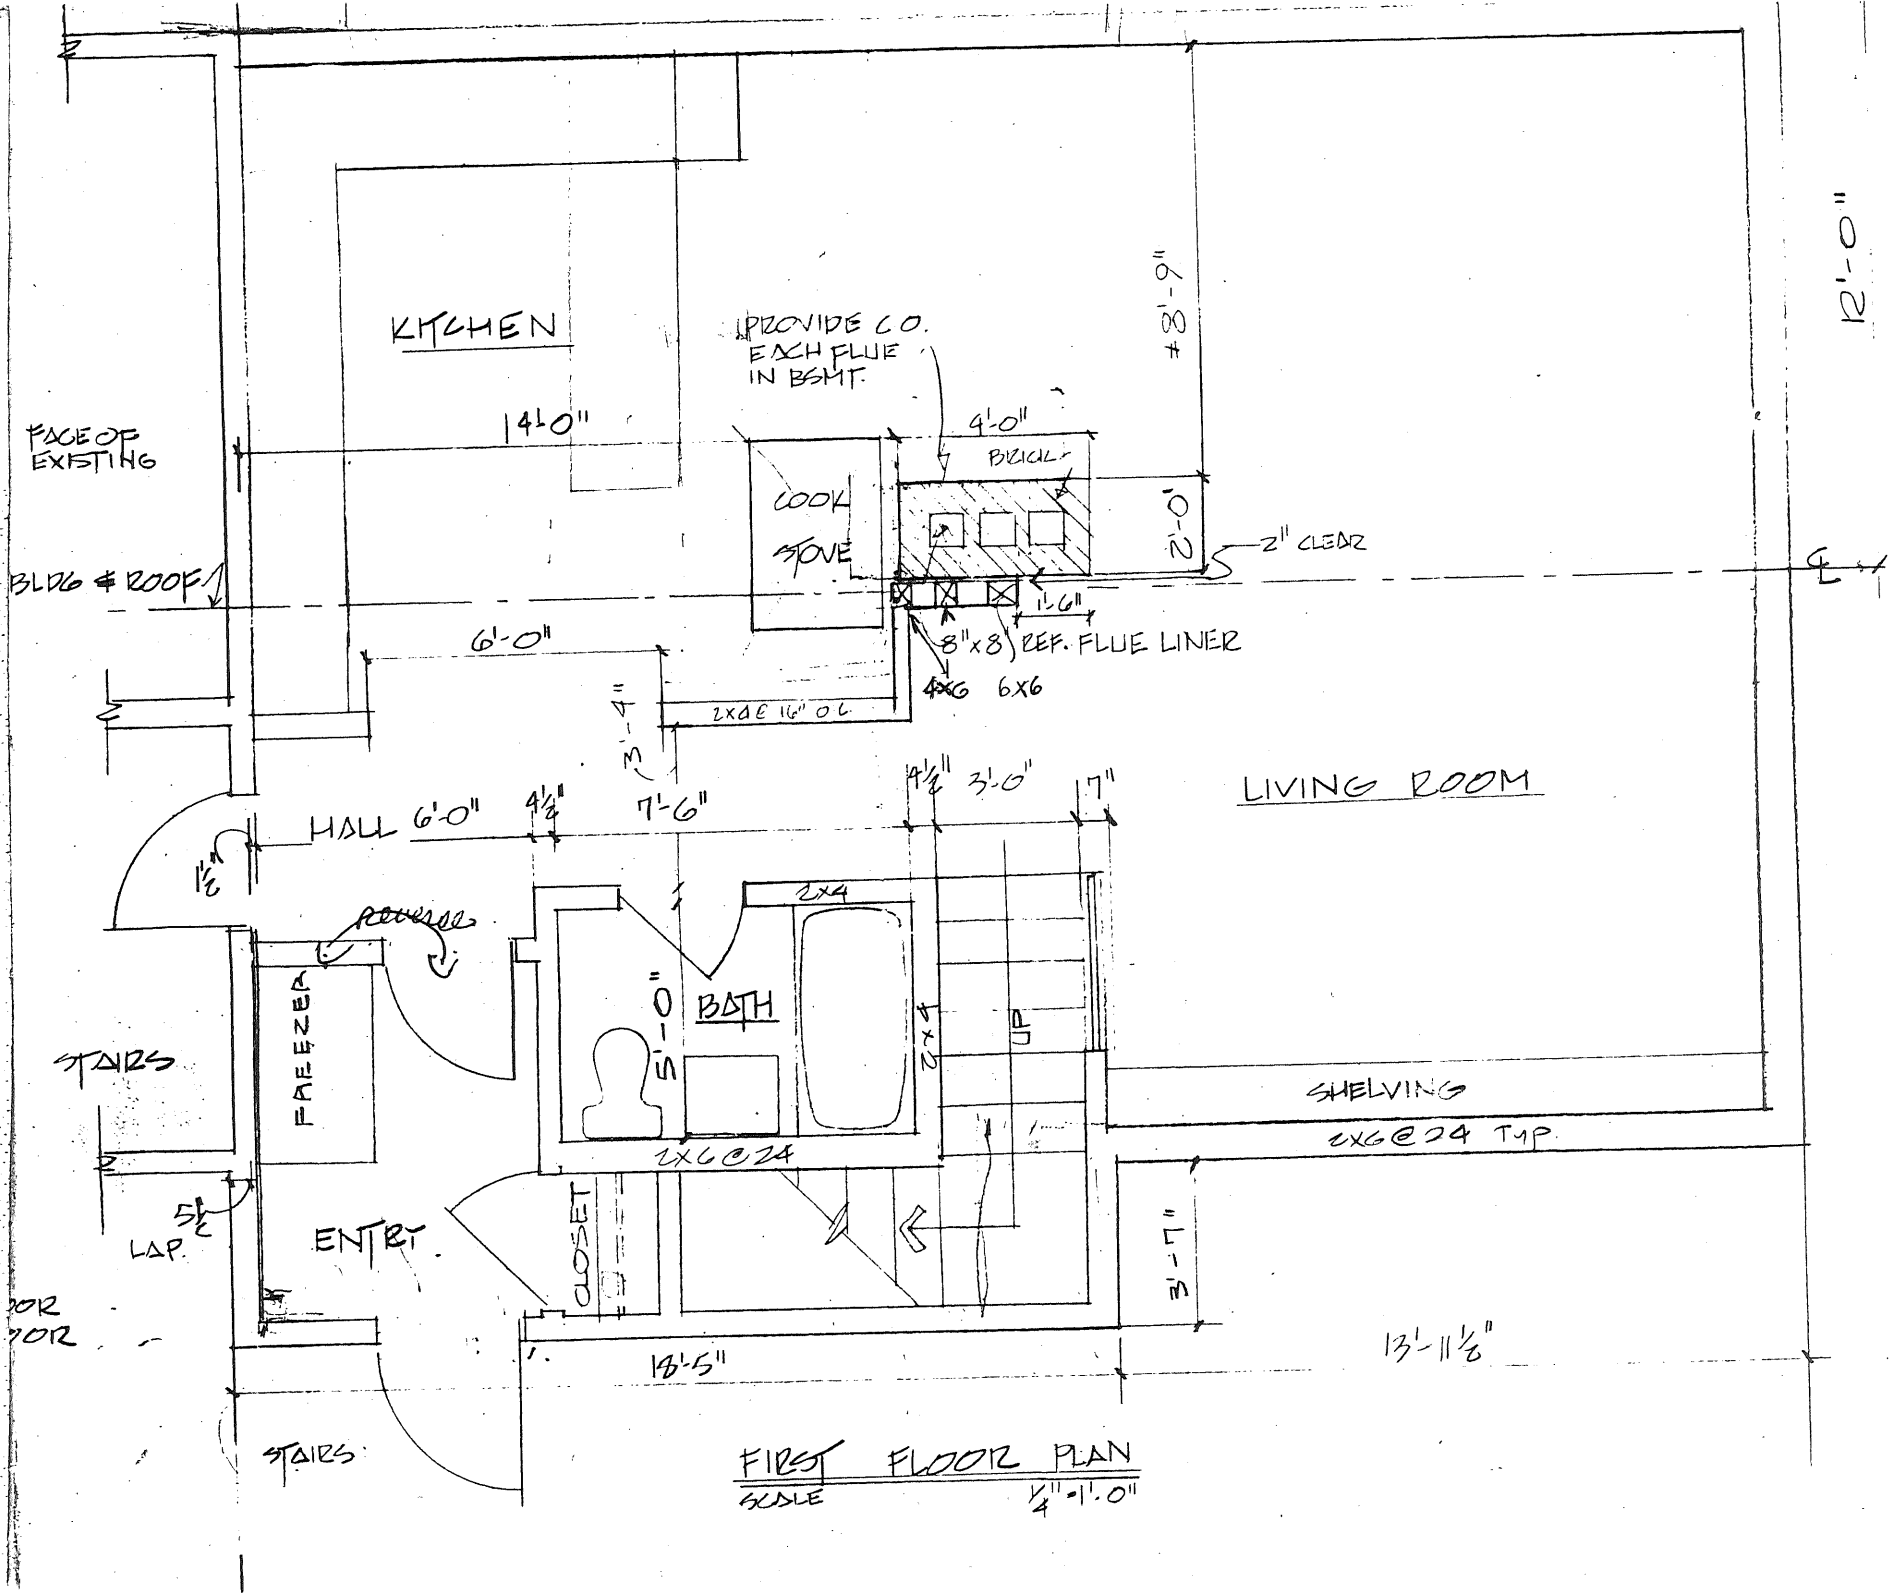 KITCHEN
PROVIDE C.O.
EACH FLUE
IN BSMT.
±8'-9"
12'-0"
FACE OF
EXISTING
14'-0"
4'-0"
BRICK
COOK
STOVE
2'-0"
2" CLEAR
BLDG & ROOF
CL
1'-6"
6'-0"
8"x8" REF. FLUE LINER
4x6 6x6
2x4 @ 16" O.C.
3'-4"
HALL 6'-0"
4½"
7'-6"
4½"
3'-0"
7"
LIVING ROOM
1½"
reverse
2x4
FREEZER
5'-0"
BATH
2x4
UP
STAIRS
SHELVING
2x6 @ 24 TYP.
2x6 @ 24
5½
LAP.
ENTRY
CLOSET
3'-7"
OOR
OOR
18'-5"
13'-11½"
STAIRS
FIRST FLOOR PLAN
SCALE ¼"=1'-0"